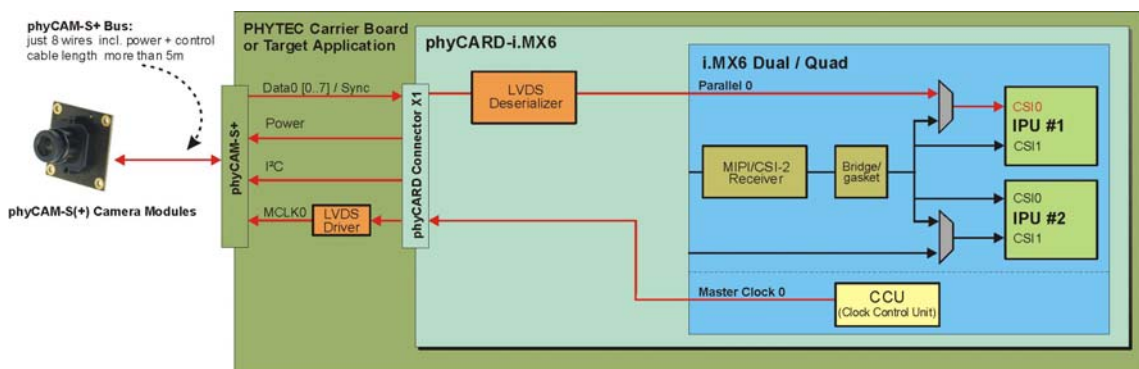 phyCAM-S+ Bus:
just 8 wires incl. power + control
cable length more than 5m
phyCAM-S(+) Camera Modules
PHYTEC Carrier Board
or Target Application
phyCAM-S+
Data0 [0..7] / Sync
Power
I²C
MCLK0
LVDS
Driver
phyCARD Connector X1
phyCARD-i.MX6
LVDS
Deserializer
i.MX6 Dual / Quad
Parallel 0
MIPI/CSI-2
Receiver
Bridge/
gasket
CSI0
IPU #1
CSI1
CSI0
IPU #2
CSI1
Master Clock 0
CCU
(Clock Control Unit)